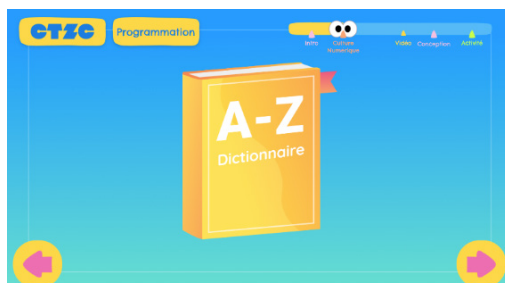 CTZC
Programmation
Intro
Culture
Numérique
Vidéo
Conception
Activité
A-Z
Dictionnaire